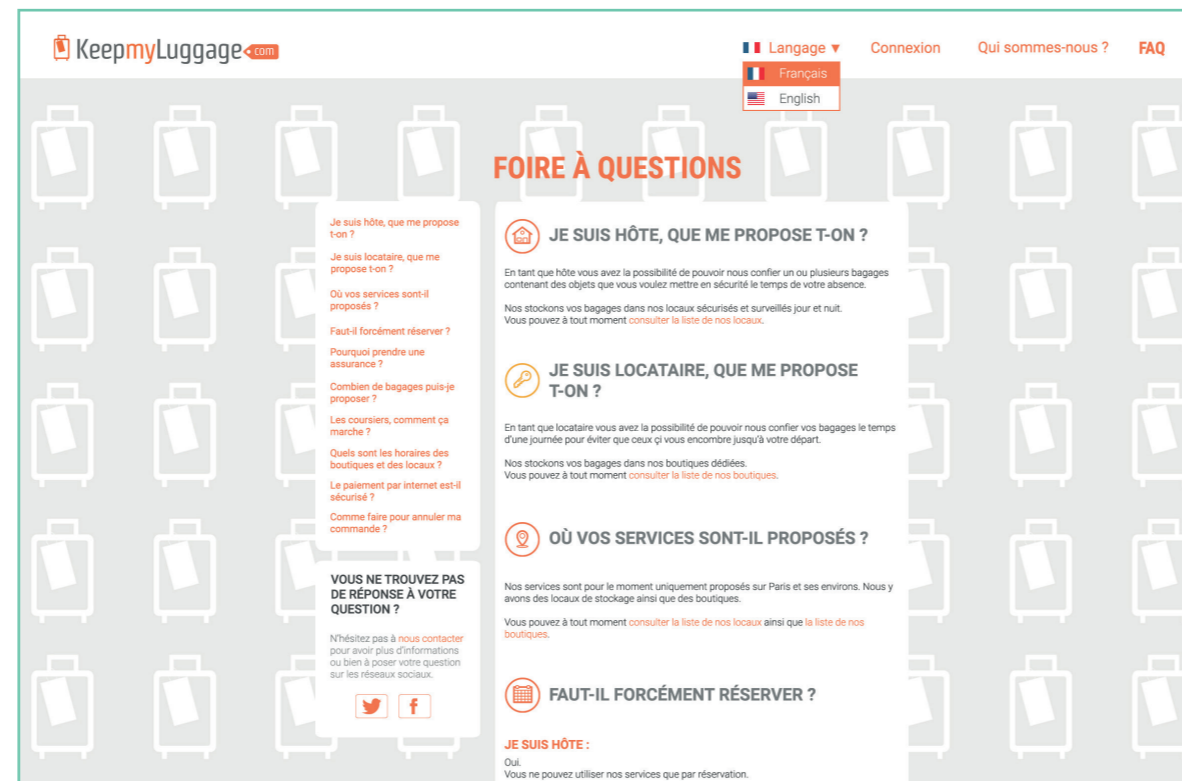 KeepmyLuggage.com
Langage ▼
Connexion
Qui sommes-nous ?
FAQ
Français
English
FOIRE À QUESTIONS
Je suis hôte, que me propose
t-on ?
Je suis locataire, que me
propose t-on ?
Où vos services sont-il
proposés ?
Faut-il forcément réserver ?
Pourquoi prendre une
assurance ?
Combien de bagages puis-je
proposer ?
Les coursiers, comment ça
marche ?
Quels sont les horaires des
boutiques et des locaux ?
Le paiement par internet est-il
sécurisé ?
Comme faire pour annuler ma
commande ?
VOUS NE TROUVEZ PAS
DE RÉPONSE À VOTRE
QUESTION ?
N'hésitez pas à nous contacter
pour avoir plus d'informations
ou bien à poser votre question
sur les réseaux sociaux.
JE SUIS HÔTE, QUE ME PROPOSE T-ON ?
En tant que hôte vous avez la possibilité de pouvoir nous confier un ou plusieurs bagages
contenant des objets que vous voulez mettre en sécurité le temps de votre absence.
Nos stockons vos bagages dans nos locaux sécurisés et surveillés jour et nuit.
Vous pouvez à tout moment consulter la liste de nos locaux.
JE SUIS LOCATAIRE, QUE ME PROPOSE
T-ON ?
En tant que locataire vous avez la possibilité de pouvoir nous confier vos bagages le temps
d'une journée pour éviter que ceux çi vous encombre jusqu'à votre départ.
Nos stockons vos bagages dans nos boutiques dédiées.
Vous pouvez à tout moment consulter la liste de nos boutiques.
OÙ VOS SERVICES SONT-IL PROPOSÉS ?
Nos services sont pour le moment uniquement proposés sur Paris et ses environs. Nous y
avons des locaux de stockage ainsi que des boutiques.
Vous pouvez à tout moment consulter la liste de nos locaux ainsi que la liste de nos
boutiques.
FAUT-IL FORCÉMENT RÉSERVER ?
JE SUIS HÔTE :
Oui.
Vous ne pouvez utiliser nos services que par réservation.